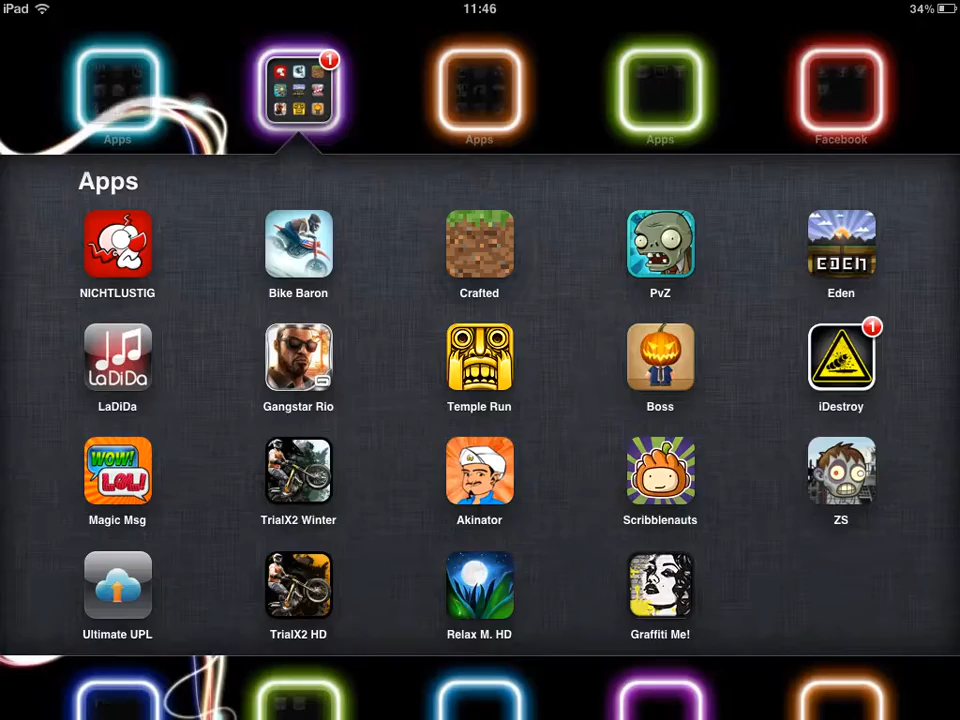 iPad 11:46 34%
1
Apps Apps Apps Facebook
Apps
EDEN
NICHTLUSTIG Bike Baron Crafted PvZ Eden
LaDiDa
1
LaDiDa Gangstar Rio Temple Run Boss iDestroy
WOW!
LOL!
Magic Msg TrialX2 Winter Akinator Scribblenauts ZS
Ultimate UPL TrialX2 HD Relax M. HD Graffiti Me!